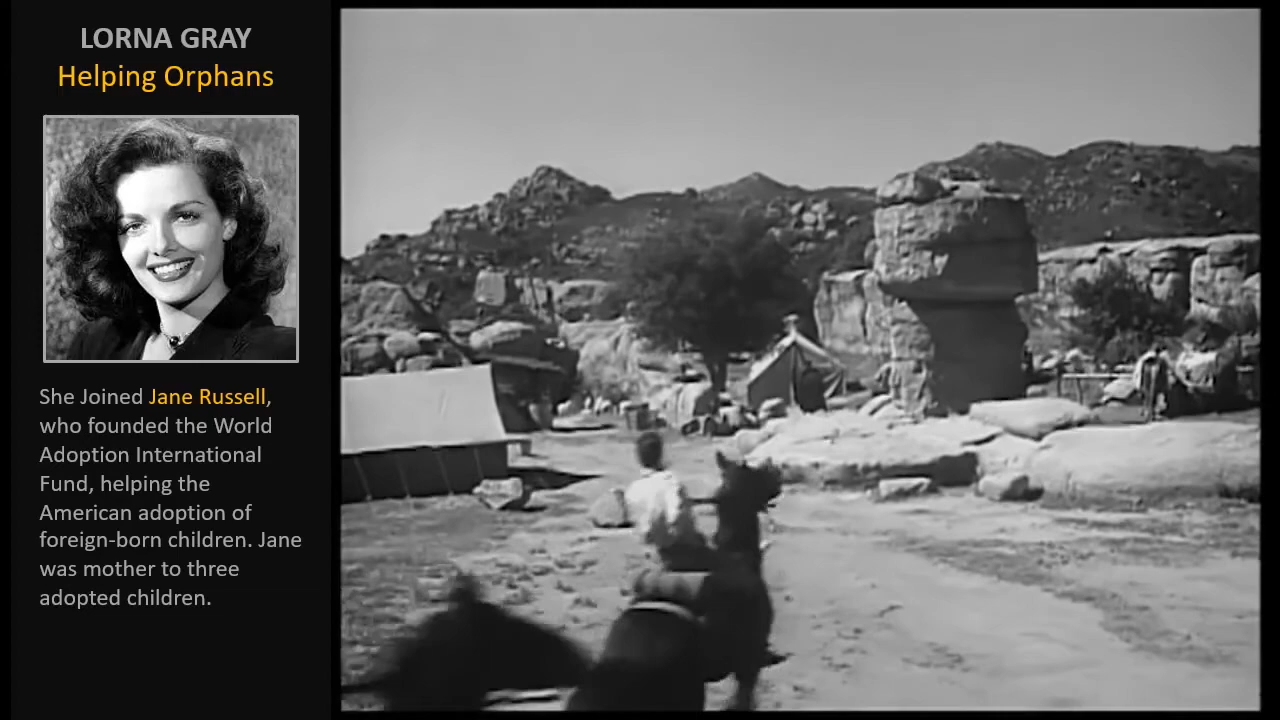 LORNA GRAY
Helping Orphans
She Joined Jane Russell,
who founded the World
Adoption International
Fund, helping the
American adoption of
foreign-born children. Jane
was mother to three
adopted children.